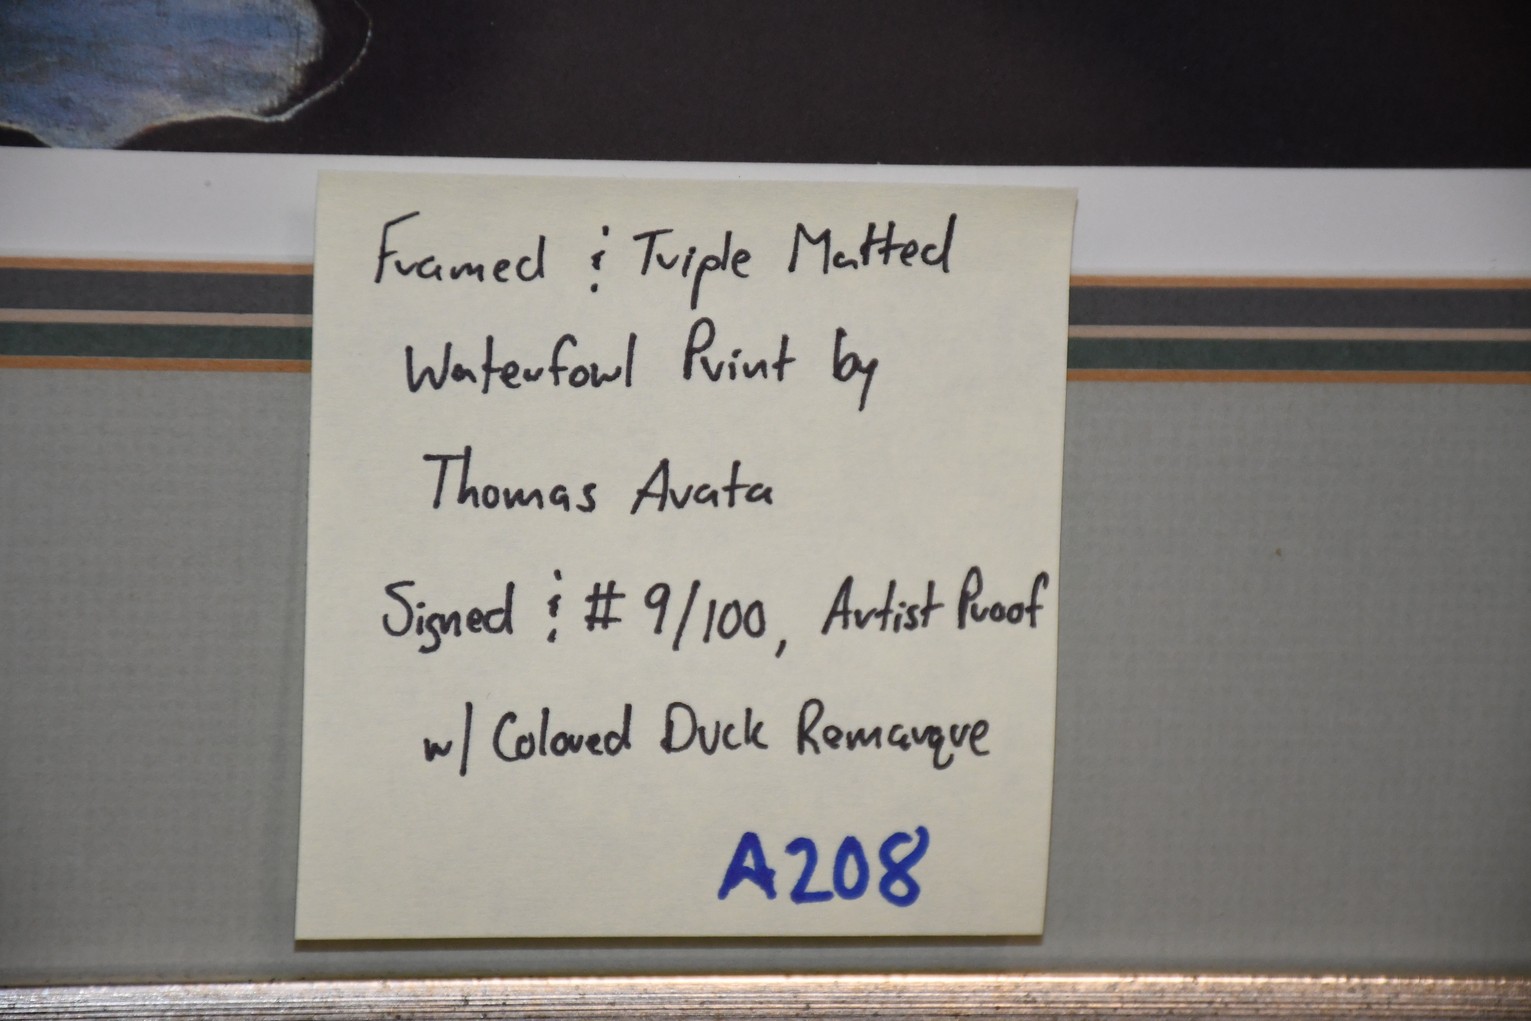 Framed & Triple Matted
Waterfowl Print by
Thomas Arata
Signed & # 9/100, Artist Proof
w/ Colored Duck Remarque
A208